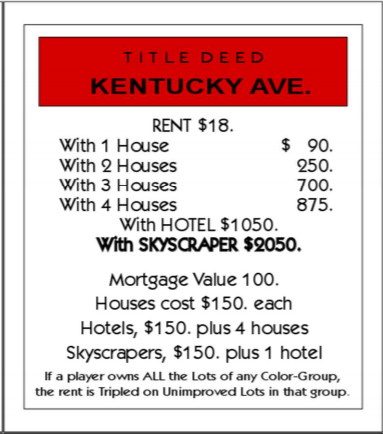 TITLE DEED
KENTUCKY AVE.
RENT $18.
With 1 House $ 90.
With 2 Houses 250.
With 3 Houses 700.
With 4 Houses 875.
With HOTEL $1050.
With SKYSCRAPER $2050.
Mortgage Value 100.
Houses cost $150. each
Hotels, $150. plus 4 houses
Skyscrapers, $150. plus 1 hotel
If a player owns ALL the Lots of any Color-Group,
the rent is Tripled on Unimproved Lots in that group.